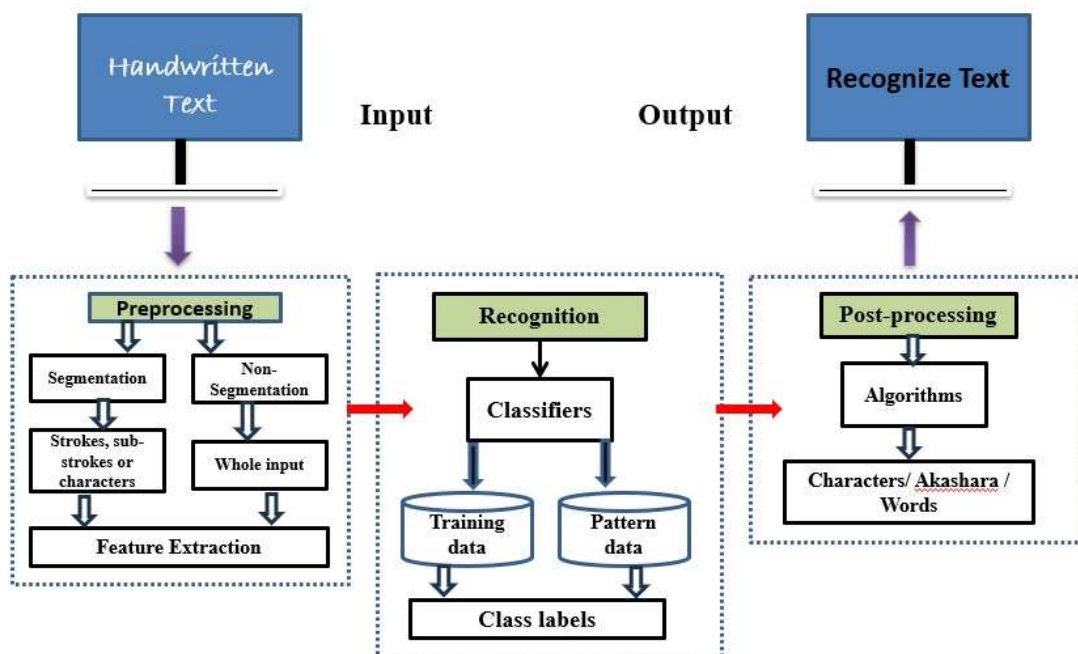 Handwritten
Text
Input
Output
Recognize Text
Preprocessing
Segmentation
Non-
Segmentation
Strokes, sub-
strokes or
characters
Whole input
Feature Extraction
Recognition
Classifiers
Training
data
Pattern
data
Class labels
Post-processing
Algorithms
Characters/ Akashara /
Words